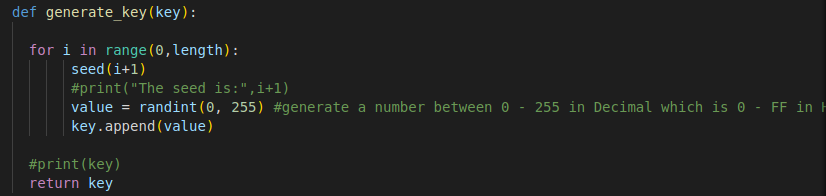 def generate_key(key):
for i in range(0,length):
seed(i+1)
#print("The seed is:",i+1)
value = randint(0, 255) #generate a number between 0 - 255 in Decimal which is 0 - FF in
key.append(value)
#print(key)
return key